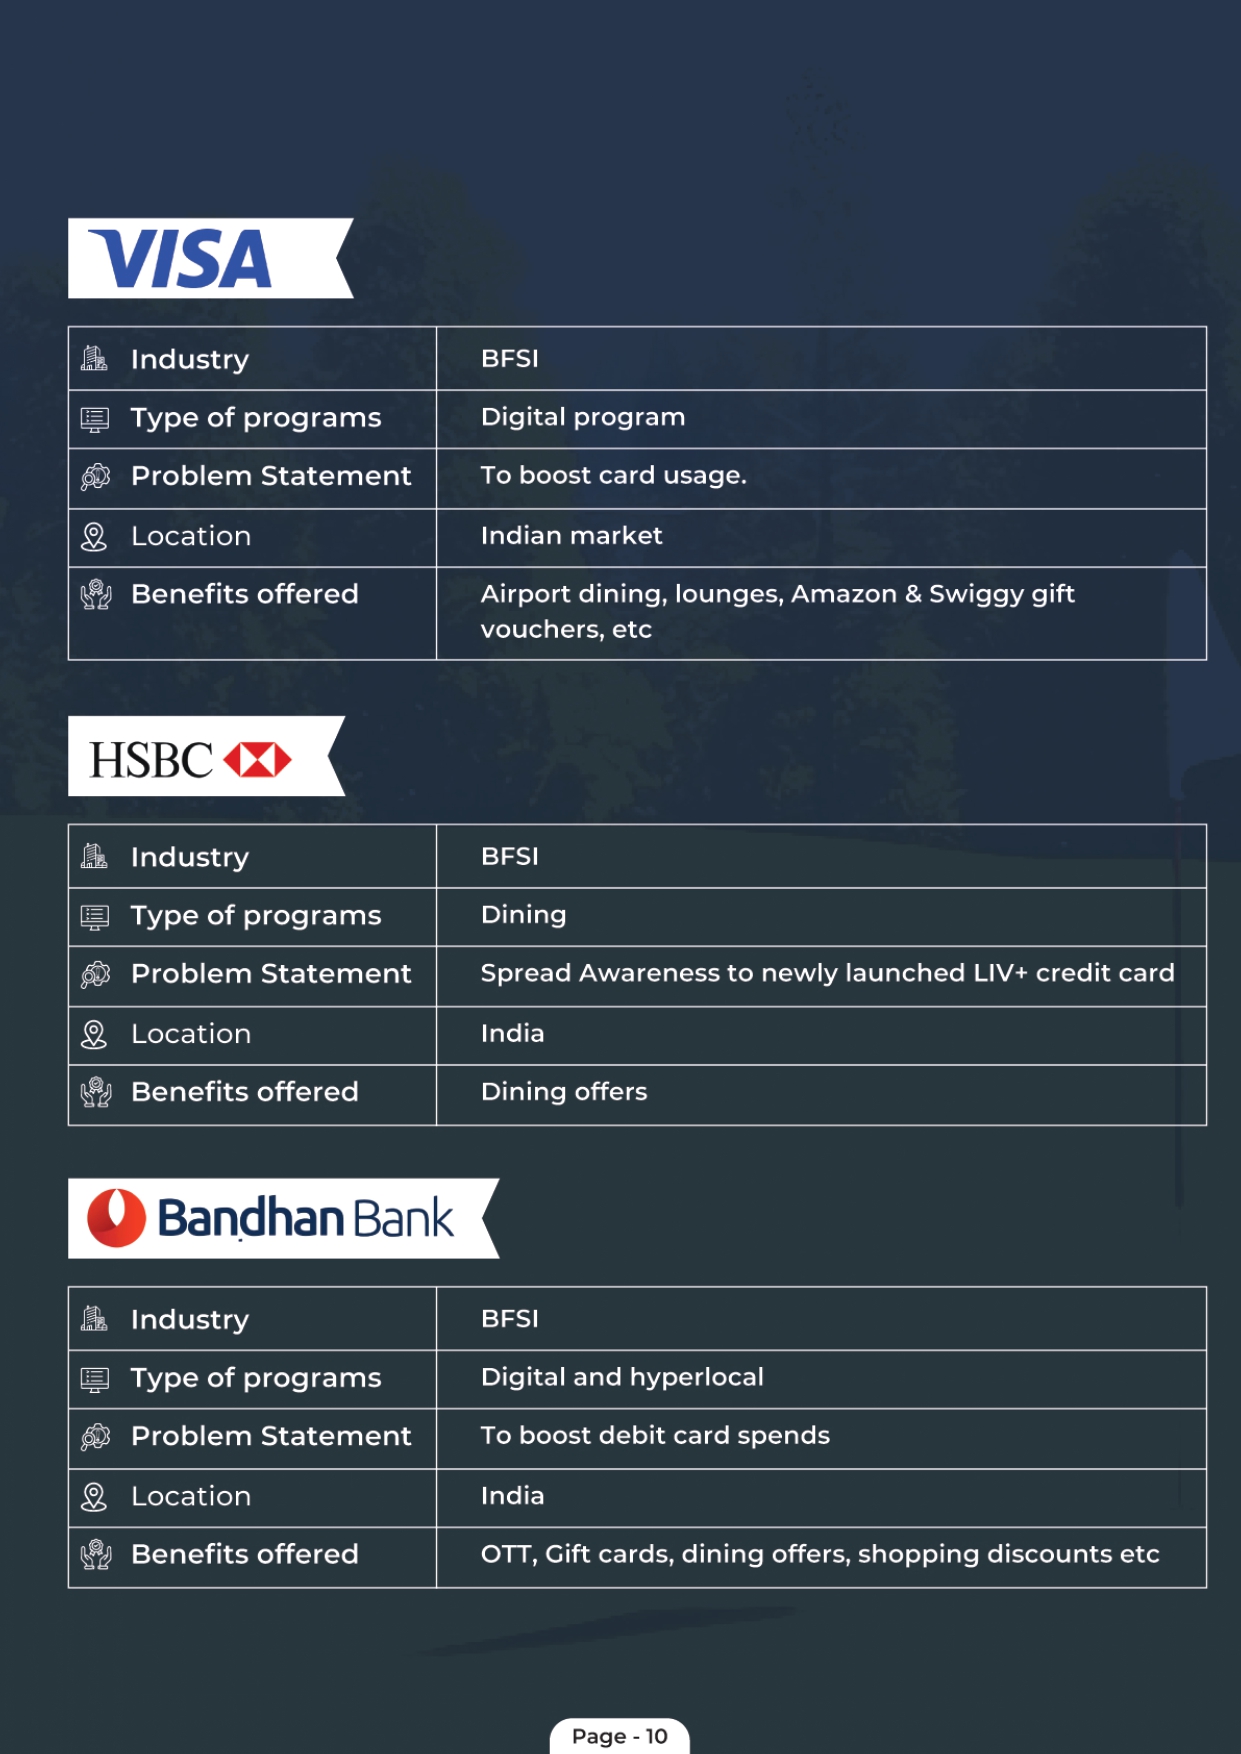 VISA
Industry BFSI
Type of programs Digital program
Problem Statement To boost card usage.
Location Indian market
Benefits offered Airport dining, lounges, Amazon & Swiggy gift
vouchers, etc
HSBC
Industry BFSI
Type of programs Dining
Problem Statement Spread Awareness to newly launched LIV+ credit card
Location India
Benefits offered Dining offers
Bandhan Bank
Industry BFSI
Type of programs Digital and hyperlocal
Problem Statement To boost debit card spends
Location India
Benefits offered OTT, Gift cards, dining offers, shopping discounts etc
Page - 10